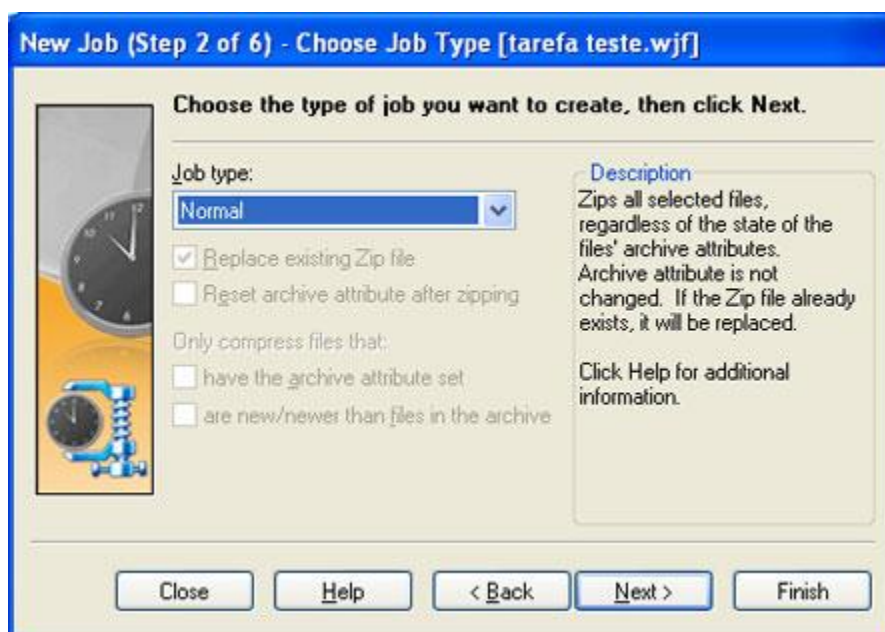 New Job (Step 2 of 6) - Choose Job Type [tarefa teste.wjf]
Choose the type of job you want to create, then click Next.
Job type:
Normal
Replace existing Zip file
Reset archive attribute after zipping
Only compress files that:
have the archive attribute set
are new/newer than files in the archive
Description
Zips all selected files,
regardless of the state of the
files' archive attributes.
Archive attribute is not
changed. If the Zip file already
exists, it will be replaced.
Click Help for additional
information.
Close
Help
< Back
Next >
Finish